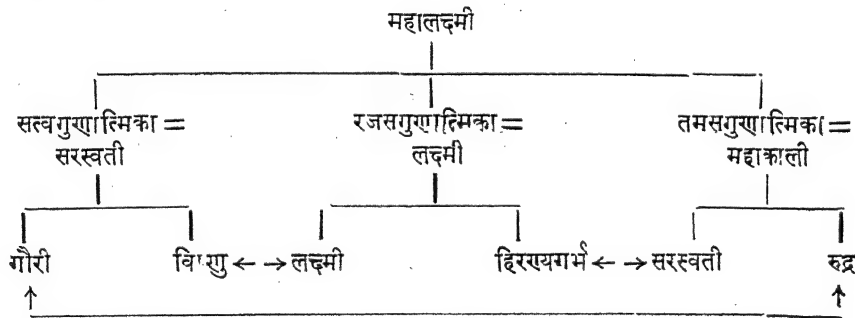 महालक्ष्मी
सत्वगुणात्मिका = रजसगुणात्मिका = तमसगुणात्मिका =
सरस्वती लक्ष्मी महाकाली
गौरी विष्णु ← → लक्ष्मी हिरण्यगर्भ ← → सरस्वती रुद्र